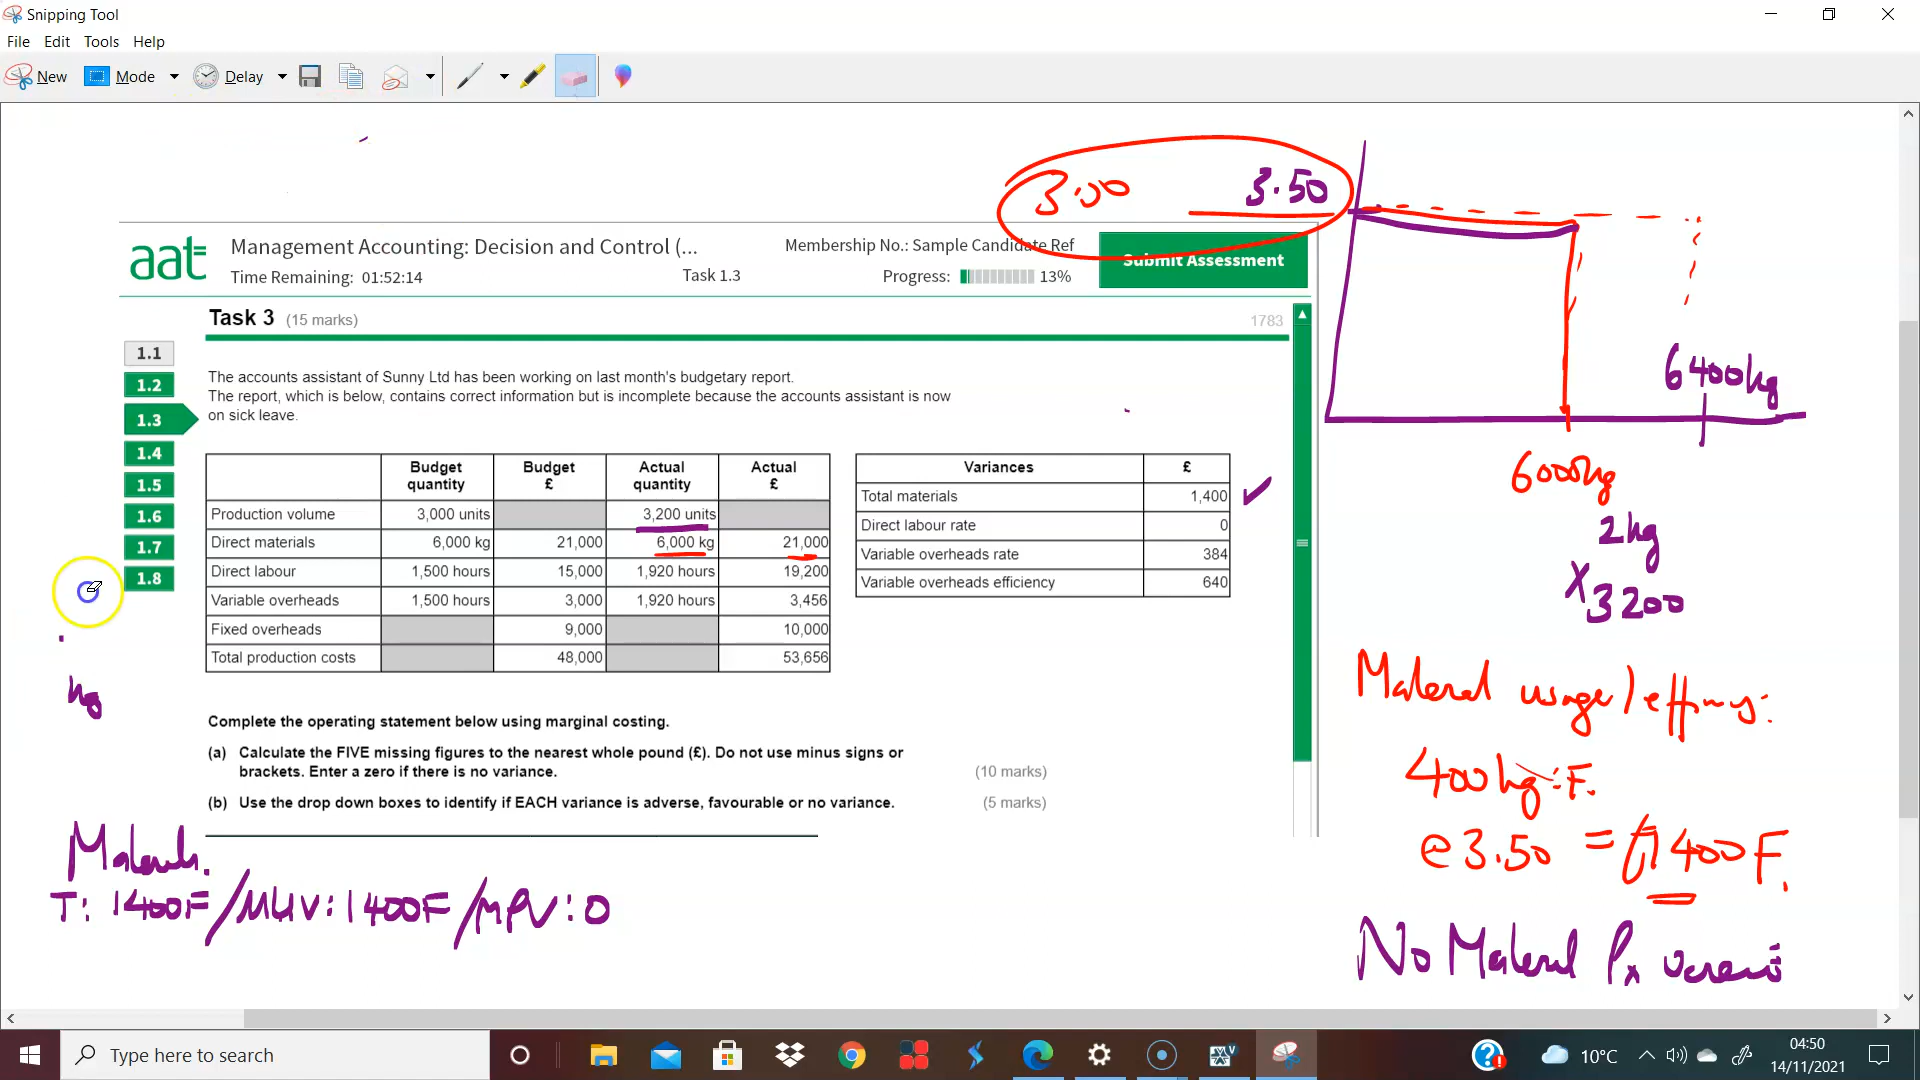 Snipping Tool
File Edit Tools Help
New Mode Delay
3.50 3.50
aat
Management Accounting: Decision and Control (...
Membership No.: Sample Candidate Ref
Submit Assessment
Time Remaining: 01:52:14
Task 1.3
Progress: 13%
Task 3 (15 marks)
1783
1.1
1.2
1.3
1.4
1.5
1.6
1.7
1.8
The accounts assistant of Sunny Ltd has been working on last month's budgetary report.
The report, which is below, contains correct information but is incomplete because the accounts assistant is now
on sick leave.
Budget quantity Budget £ Actual quantity Actual £
Production volume 3,000 units 3,200 units
Direct materials 6,000 kg 21,000 6,000 kg 21,000
Direct labour 1,500 hours 15,000 1,920 hours 19,200
Variable overheads 1,500 hours 3,000 1,920 hours 3,456
Fixed overheads 9,000 10,000
Total production costs 48,000 53,656
Variances £
Total materials 1,400
Direct labour rate 0
Variable overheads rate 384
Variable overheads efficiency 640
Complete the operating statement below using marginal costing.
(a) Calculate the FIVE missing figures to the nearest whole pound (£). Do not use minus signs or
brackets. Enter a zero if there is no variance.
(10 marks)
(b) Use the drop down boxes to identify if EACH variance is adverse, favourable or no variance.
(5 marks)
kg
Materials.
T: 1400F / MUV: 1400F / MPV: 0
6400kg
6000kg
2kg
X 3200
Material usage/
400kg: F.
@ 3.50 = £1400 F.
No Material Px
Type here to search
10°C
04:50
14/11/2021